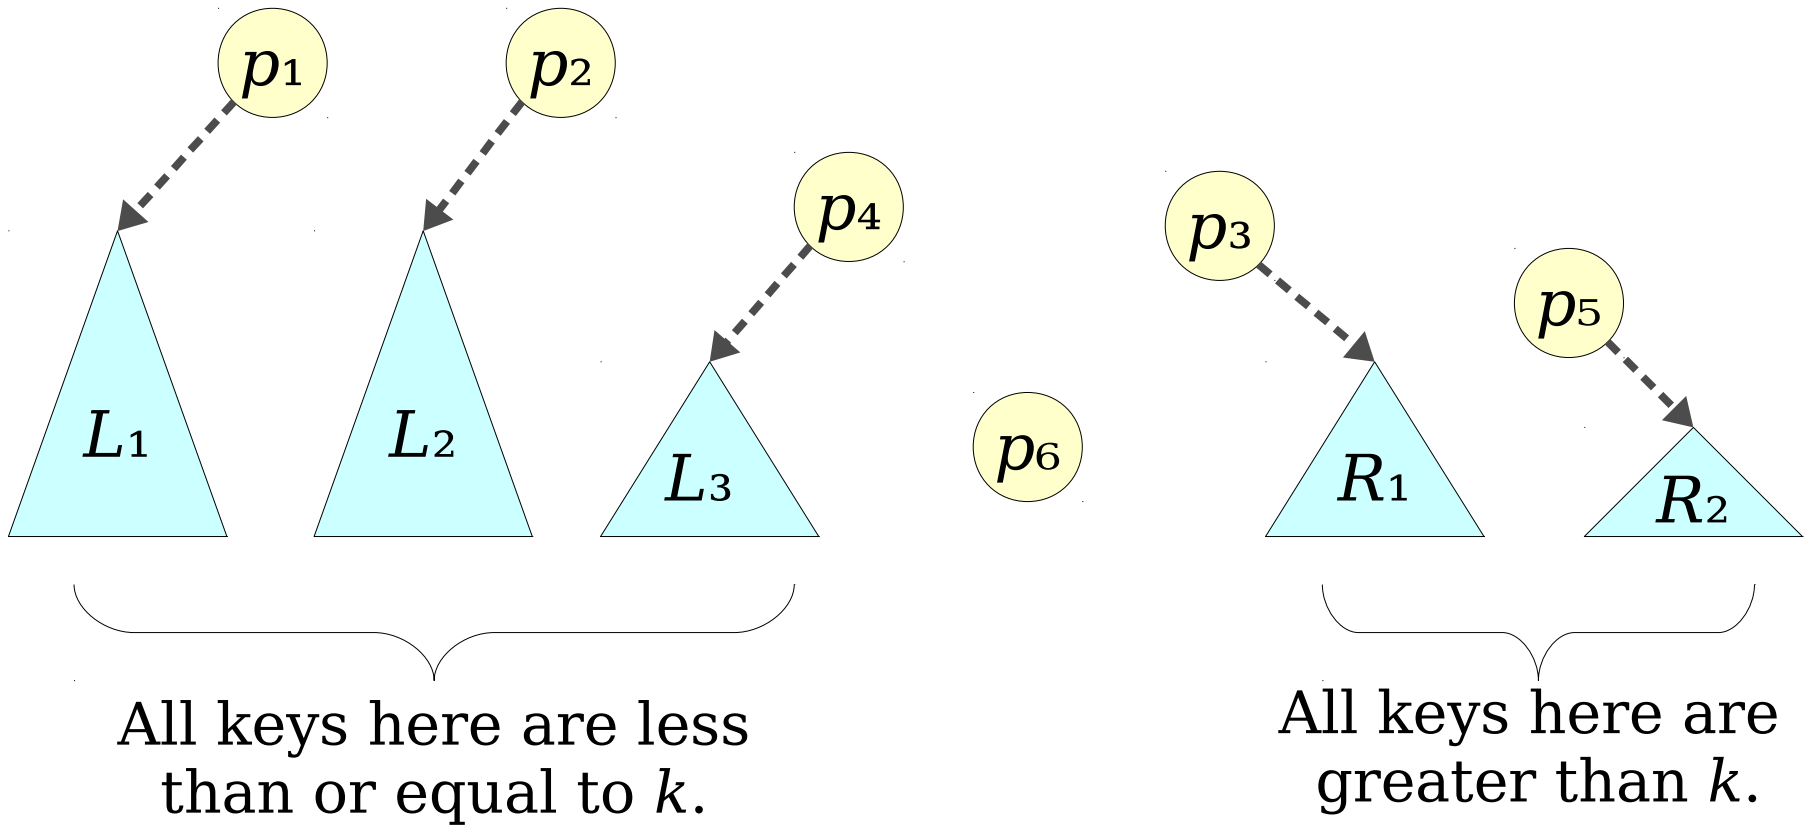 p1
p2
p4
p3
p5
p6
L1
L2
L3
R1
R2
All keys here are less
than or equal to k.
All keys here are
greater than k.